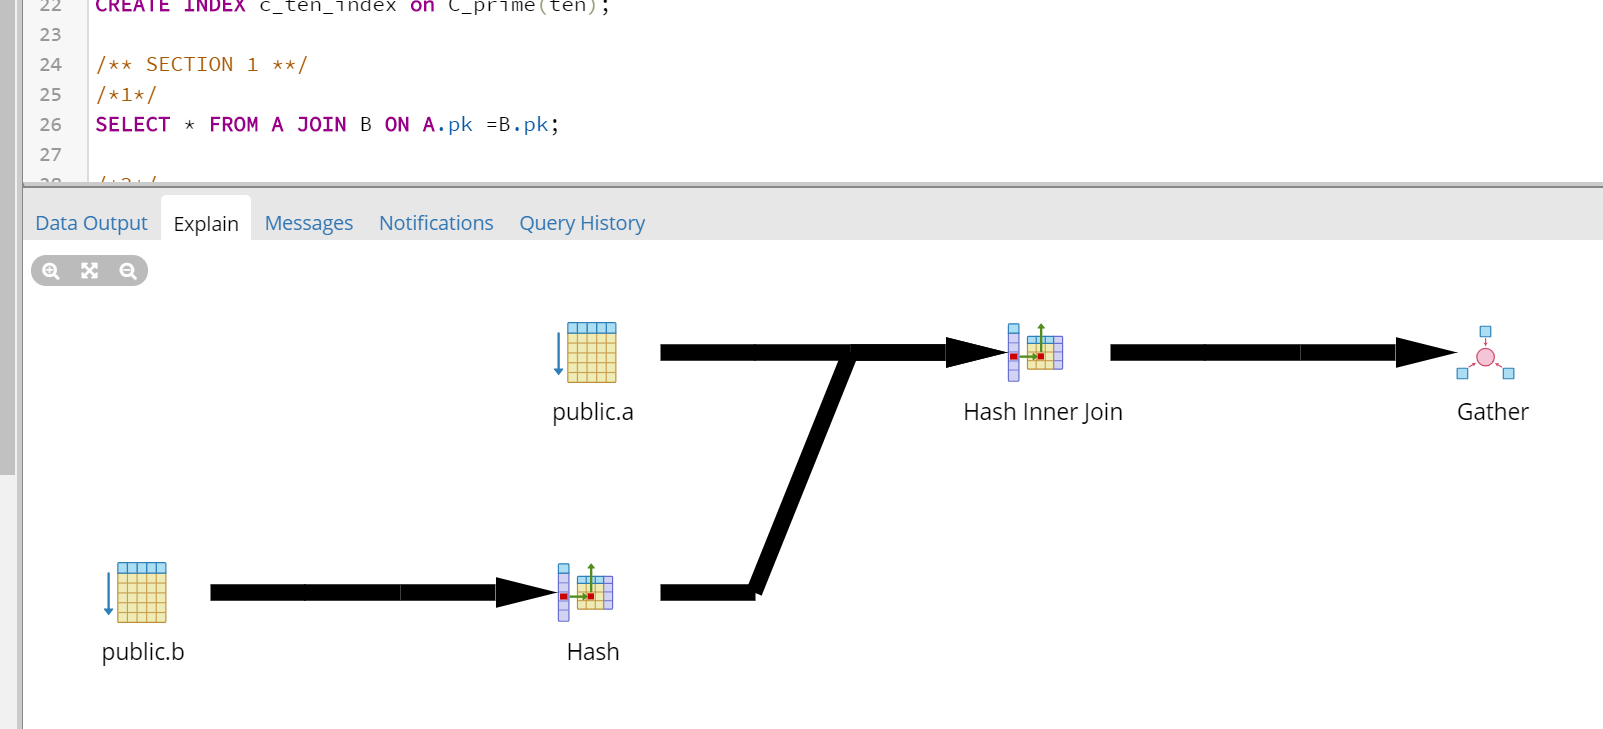 22 CREATE INDEX c_ten_index on C_prime(ten);
23
24 /** SECTION 1 **/
25 /*1*/
26 SELECT * FROM A JOIN B ON A.pk =B.pk;
27
28 /*2*/
Data Output Explain Messages Notifications Query History
public.a
Hash Inner Join
Gather
public.b
Hash